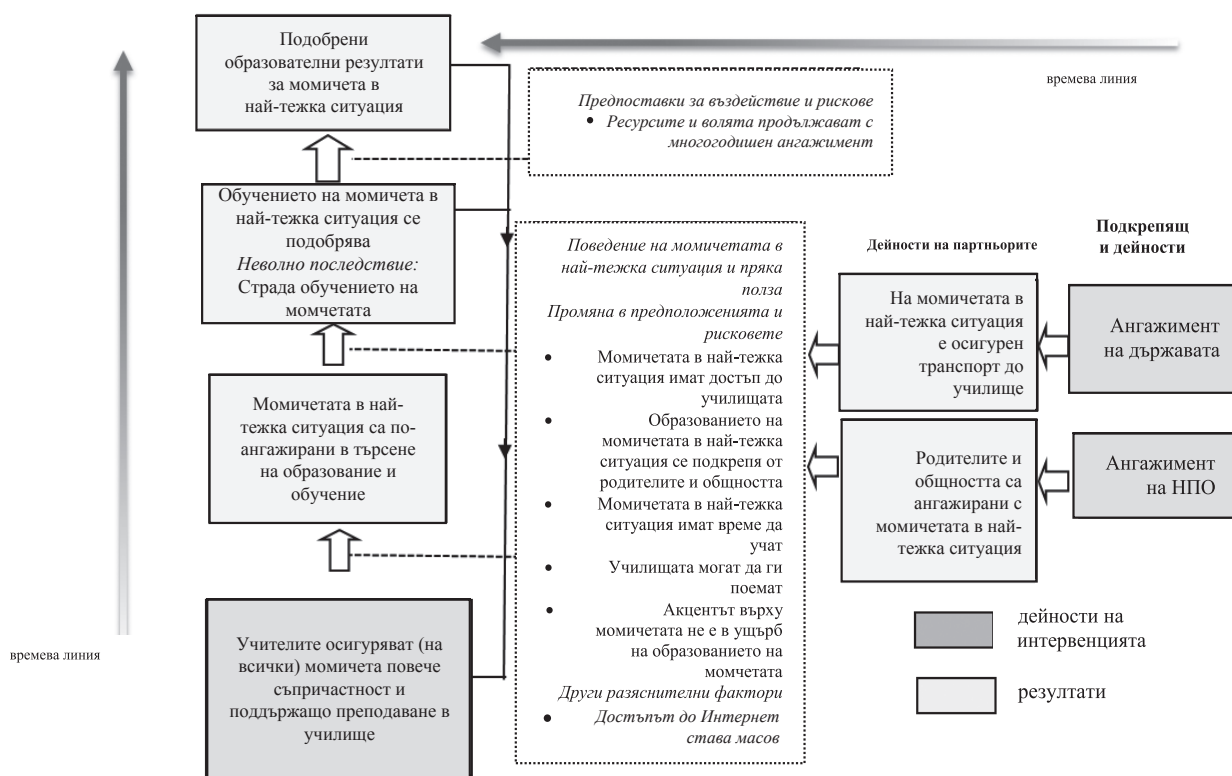 Подобрени
образователни резултати
за момичета в
най-тежка ситуация
времева линия
Предпоставки за въздействие и рискове
• Ресурсите и волята продължават с
многогодишен ангажимент
Обучението на момичета в
най-тежка ситуация се
подобрява
Неволно последствие:
Страда обучението на
момчетата
Момичетата в най-
тежка ситуация са по-
ангажирани в търсене
на образование и
обучение
Учителите осигуряват (на
всички) момичета повече
съпричастност и
поддържащо преподаване в
училище
времева линия
Поведение на момичетата в
най-тежка ситуация и пряка
полза
Промяна в предположенията и
рисковете
• Момичетата в най-тежка
ситуация имат достъп до
училищата
• Образованието на
момичетата в най-тежка
ситуация се подкрепя от
родителите и общността
• Момичетата в най-тежка
ситуация имат време да
учат
• Училищата могат да ги
поемат
• Акцентът върху
момичетата не е в ущърб
на образованието на
момчетата
Други разяснителни фактори
• Достъпът до Интернет
става масов
Дейности на партньорите
На момичетата в
най-тежка ситуация
е осигурен
транспорт до
училище
Родителите и
общността са
ангажирани с
момичетата в най-
тежка ситуация
Подкрепящ
и дейности
Ангажимент
на държавата
Ангажимент
на НПО
дейности на
интервенцията
резултати